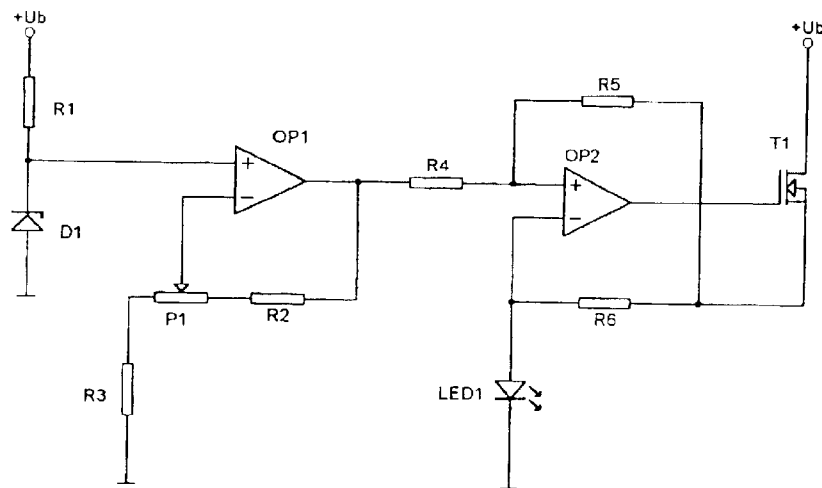 +Ub
+Ub
R1
D1
OP1
+
−
P1
R2
R3
R4
R5
OP2
+
−
T1
R6
LED1